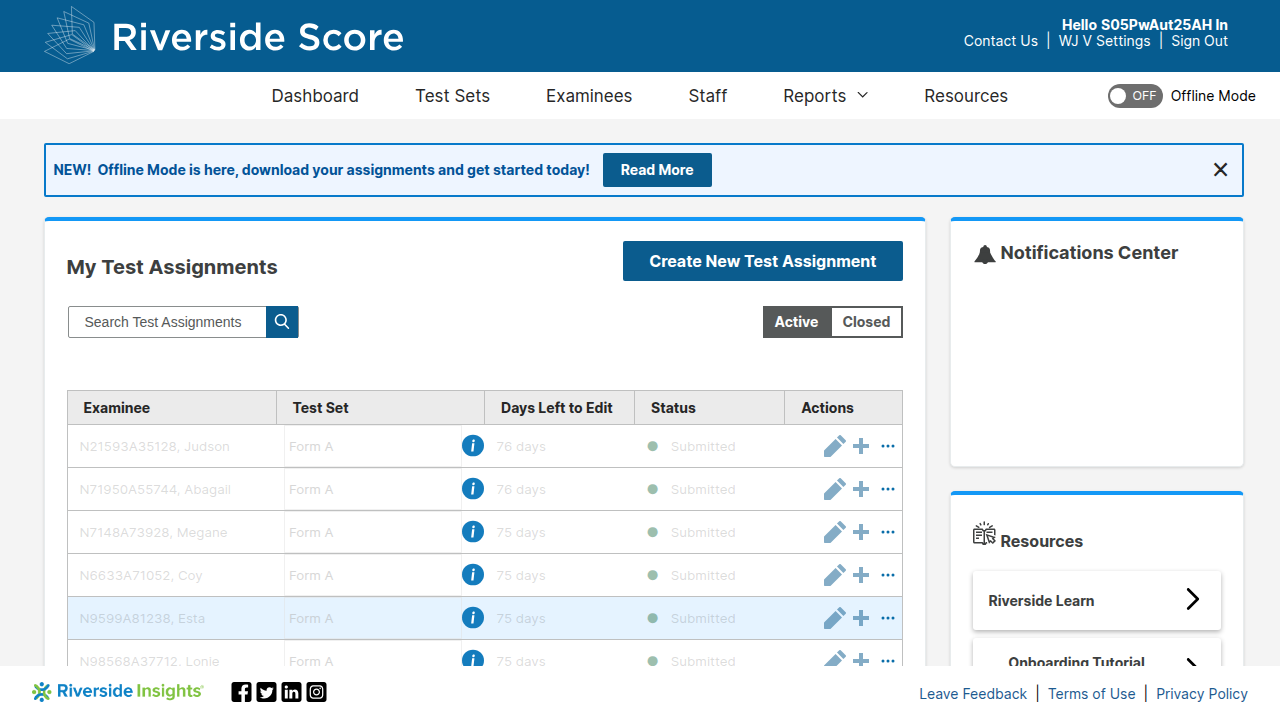 Riverside Score
Hello S05PwAut25AH ln
Contact Us | WJ V Settings | Sign Out
Dashboard Test Sets Examinees Staff Reports Resources OFF Offline Mode
NEW! Offline Mode is here, download your assignments and get started today! Read More
My Test Assignments
Create New Test Assignment
Search Test Assignments
Active Closed
Examinee Test Set Days Left to Edit Status Actions
N21593A35128, Judson Form A i 76 days Submitted
N71950A55744, Abagail Form A i 76 days Submitted
N7148A73928, Megane Form A i 75 days Submitted
N6633A71052, Coy Form A i 75 days Submitted
N9599A81238, Esta Form A i 75 days Submitted
N98568A37712, Lonie Form A i 75 days Submitted
Notifications Center
Resources
Riverside Learn
Onboarding Tutorial
Riverside Insights
Leave Feedback | Terms of Use | Privacy Policy